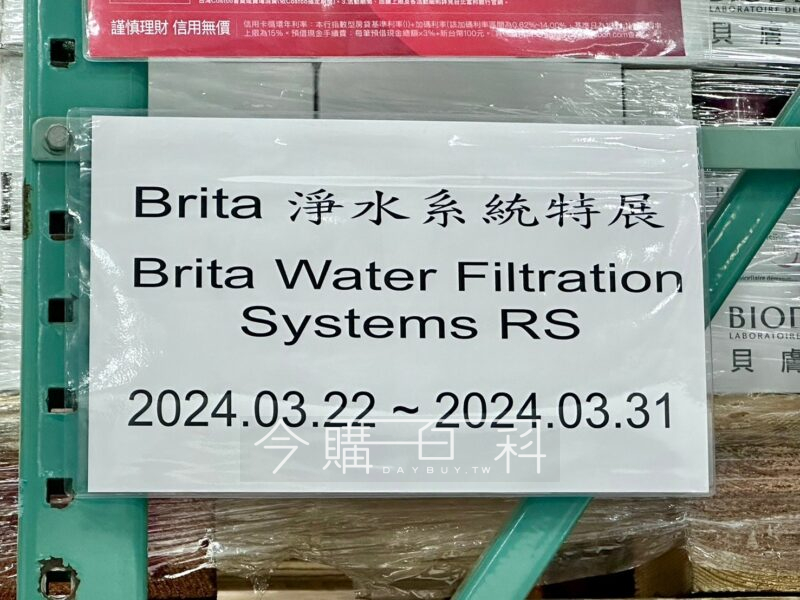 謹慎理財 信用無價
LABORATOIRE DE
貝膚
Brita 淨水系統特展
Brita Water Filtration
Systems RS
2024.03.22 ~ 2024.03.31
今購百科
DAYBUY.TW
BIOD
LABORATOIRE
貝膚